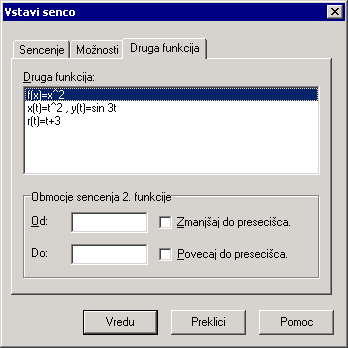 Vstavi senco
Sencenje Možnosti Druga funkcija
Druga funkcija:
f(x)=x^2
x(t)=t^2 , y(t)=sin 3t
r(t)=t+3
Obmocje sencenja 2. funkcije
Od: Zmanjšaj do presecišca.
Do: Povecaj do presecišca.
Vredu Preklici Pomoc